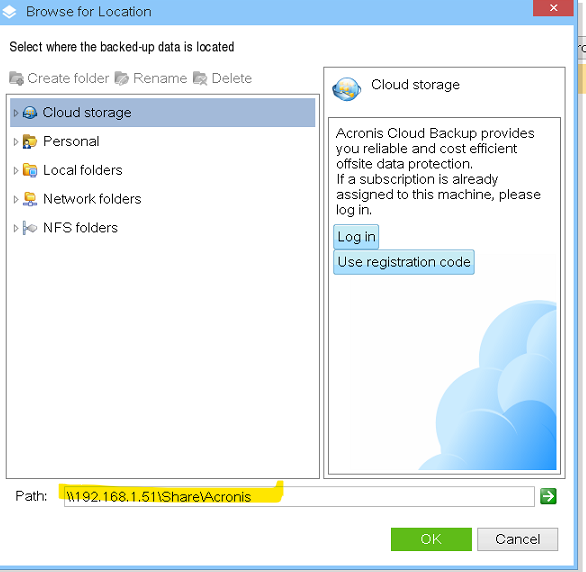 Browse for Location
Select where the backed-up data is located
Create folder Rename Delete
Cloud storage
Personal
Local folders
Network folders
NFS folders
Cloud storage
Acronis Cloud Backup provides
you reliable and cost efficient
offsite data protection.
If a subscription is already
assigned to this machine, please
log in.
Log in
Use registration code
Path: \\192.168.1.51\Share\Acronis
OK Cancel